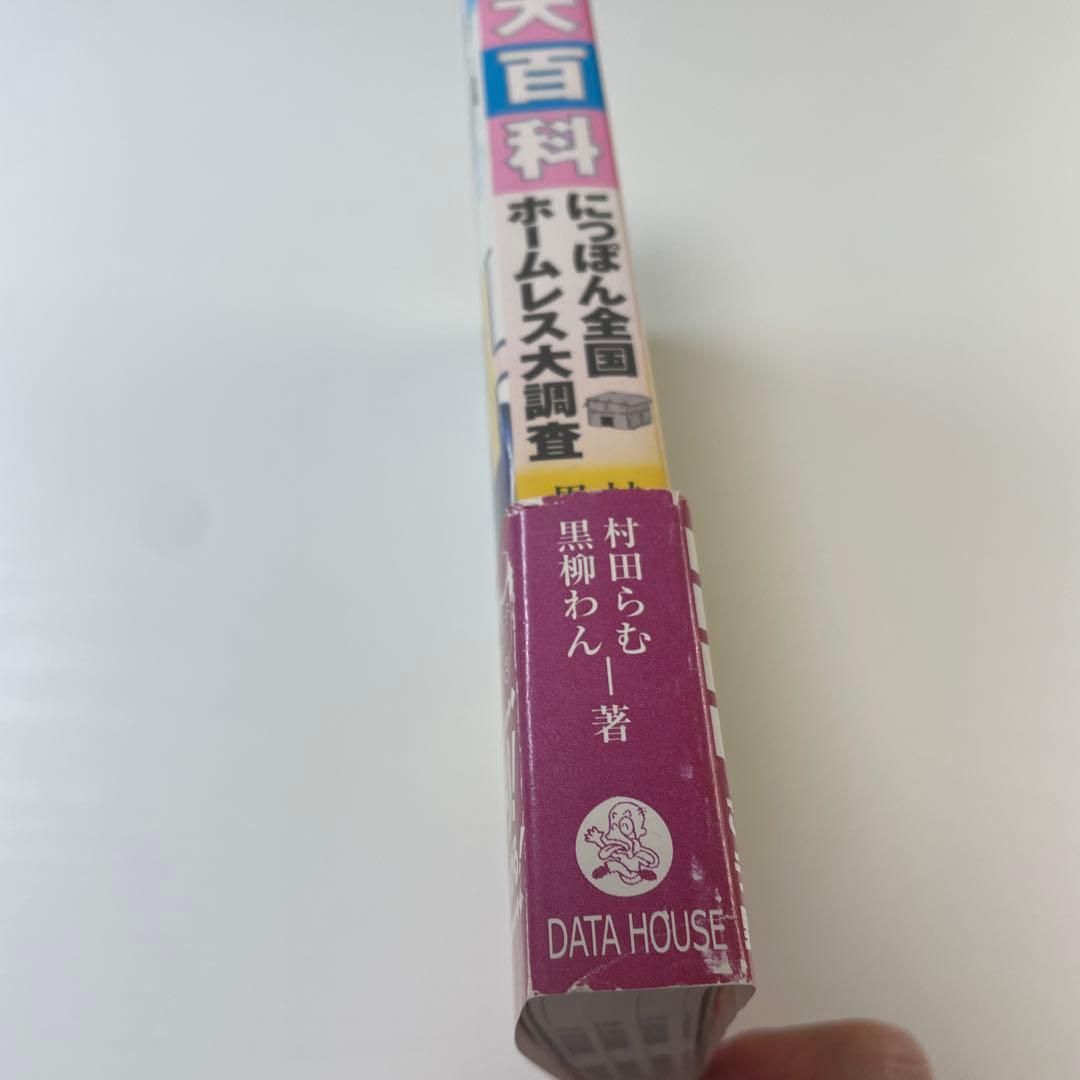 大百科
にっぽん全国
ホームレス大調査
村田らむ
黒柳わん
―著
DATA HOUSE